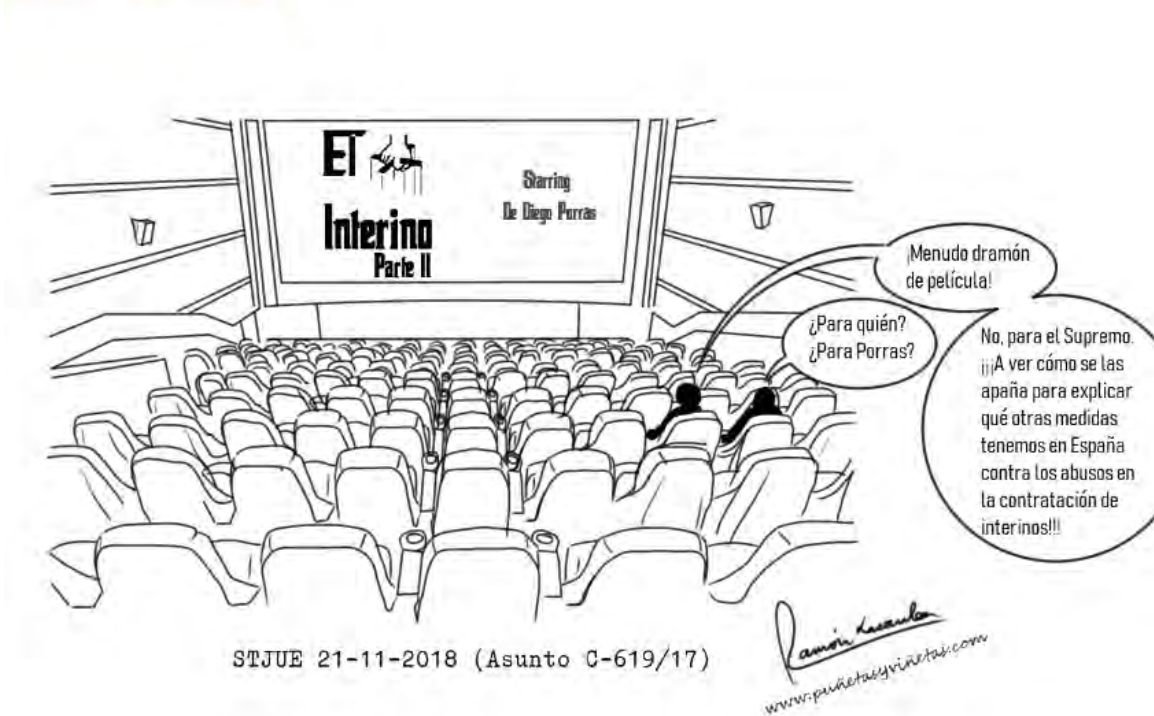 El
Interino
Parte II
Starring
De Diego Porras
¡Menudo dramón
de película!
¿Para quién?
¿Para Porras?
No, para el Supremo.
¡¡¡A ver cómo se las
apaña para explicar
qué otras medidas
tenemos en España
contra los abusos en
la contratación de
interinos!!!
STJUE 21-11-2018 (Asunto C-619/17)
Ramón
www.puñetasyviñetas.com